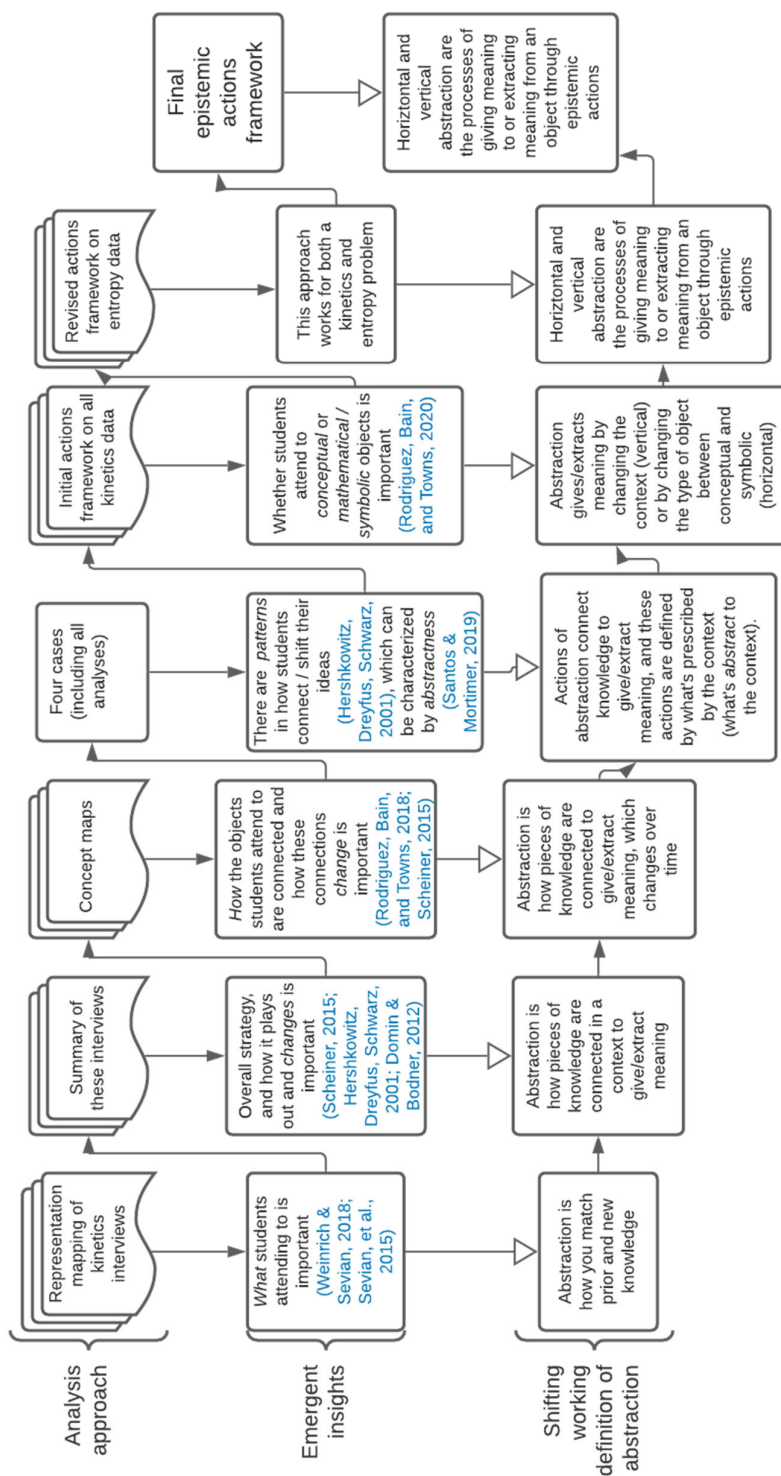 Analysis
approach
Representation
mapping of
kinetics
interviews
Summary of
these interviews
Concept maps
Four cases
(including all
analyses)
Initial actions
framework on all
kinetics data
Revised actions
framework on
entropy data
Final
epistemic
actions
framework
Emergent
insights
What students
attending to is
important
(Weinrich &
Sevian, 2018;
Sevian, et al.,
2015)
Overall strategy,
and how it plays
out and changes is
important
(Scheiner, 2015;
Hershkowitz,
Dreyfus, Schwarz,
2001; Domin &
Bodner, 2012)
How the objects
students attend to
are connected and
how these
connections
change is
important
(Rodriguez, Bain,
and Towns, 2018;
Scheiner, 2015)
There are patterns
in how students
connect / shift their
ideas
(Hershkowitz,
Dreyfus, Schwarz,
2001), which can
be characterized
by abstractness
(Santos &
Mortimer, 2019)
Whether students
attend to
conceptual or
mathematical /
symbolic objects is
important
(Rodriguez, Bain,
and Towns, 2020)
This approach
works for both a
kinetics and
entropy problem
Shifting
working
definition of
abstraction
Abstraction is
how you match
prior and new
knowledge
Abstraction is
how pieces of
knowledge are
connected in a
context to
give/extract
meaning
Abstraction is
how pieces of
knowledge are
connected to
give/extract
meaning, which
changes over
time
Actions of
abstraction connect
knowledge to
give/extract
meaning, and these
actions are defined
by what's prescribed
by the context
(what's abstract to
the context).
Abstraction
gives/extracts
meaning by
changing the
context (vertical)
or by changing
the type of object
between
conceptual and
symbolic
(horizontal)
Horiztontal and
vertical
abstraction are
the processes of
giving meaning
to or extracting
meaning from an
object through
epistemic
actions
Horiztontal and
vertical
abstraction are
the processes of
giving meaning
to or extracting
meaning from an
object through
epistemic
actions